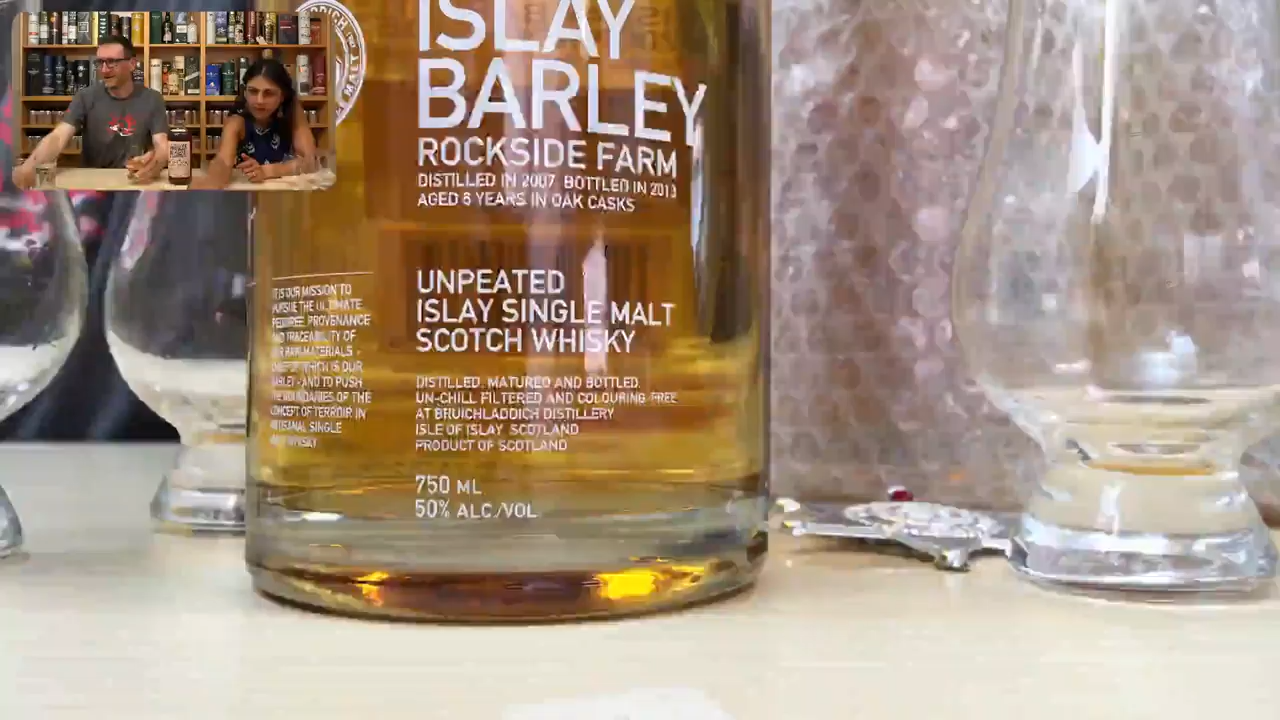 ISLAY
BARLEY
ROCKSIDE FARM
DISTILLED IN 2007 BOTTLED IN 2013
AGED 6 YEARS IN OAK CASKS
UNPEATED
ISLAY SINGLE MALT
SCOTCH WHISKY
IT IS OUR MISSION TO
PURSUE THE ULTIMATE
PROVENANCE
AND TRACEABILITY OF
RAW MATERIALS -
WHICH IS OUR
BARLEY - AND TO PUSH
THE BOUNDARIES OF THE
CONCEPT OF TERROIR IN
ARTISANAL SINGLE
WHISKY
DISTILLED, MATURED AND BOTTLED,
UN-CHILL FILTERED AND COLOURING FREE
AT BRUICHLADDICH DISTILLERY
ISLE OF ISLAY SCOTLAND
PRODUCT OF SCOTLAND
750 ML
50% ALC./VOL